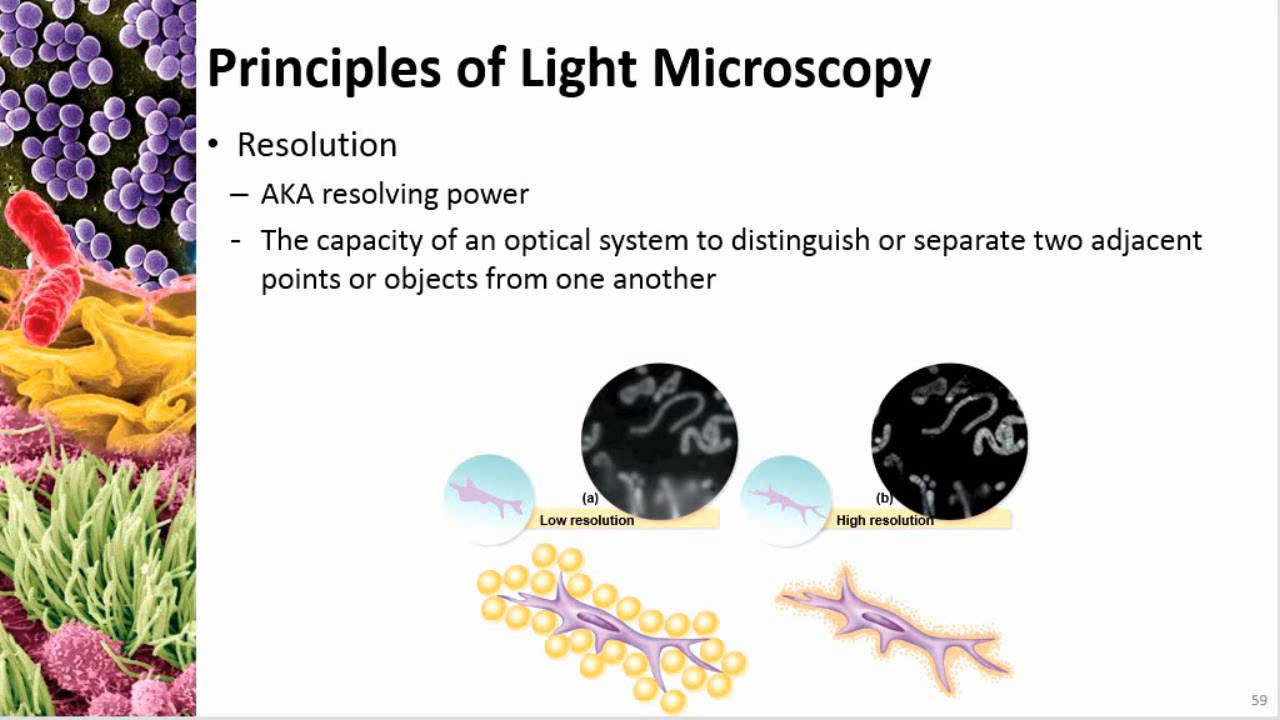 Principles of Light Microscopy
• Resolution
– AKA resolving power
- The capacity of an optical system to distinguish or separate two adjacent
points or objects from one another
(a)
Low resolution
(b)
High resolution
59